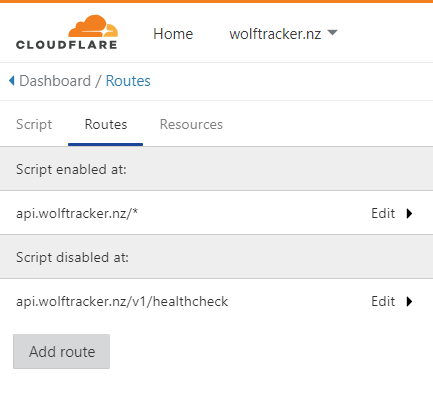 CLOUDFLARE
Home
wolftracker.nz
Dashboard / Routes
Script Routes Resources
Script enabled at:
api.wolftracker.nz/* Edit
Script disabled at:
api.wolftracker.nz/v1/healthcheck Edit
Add route